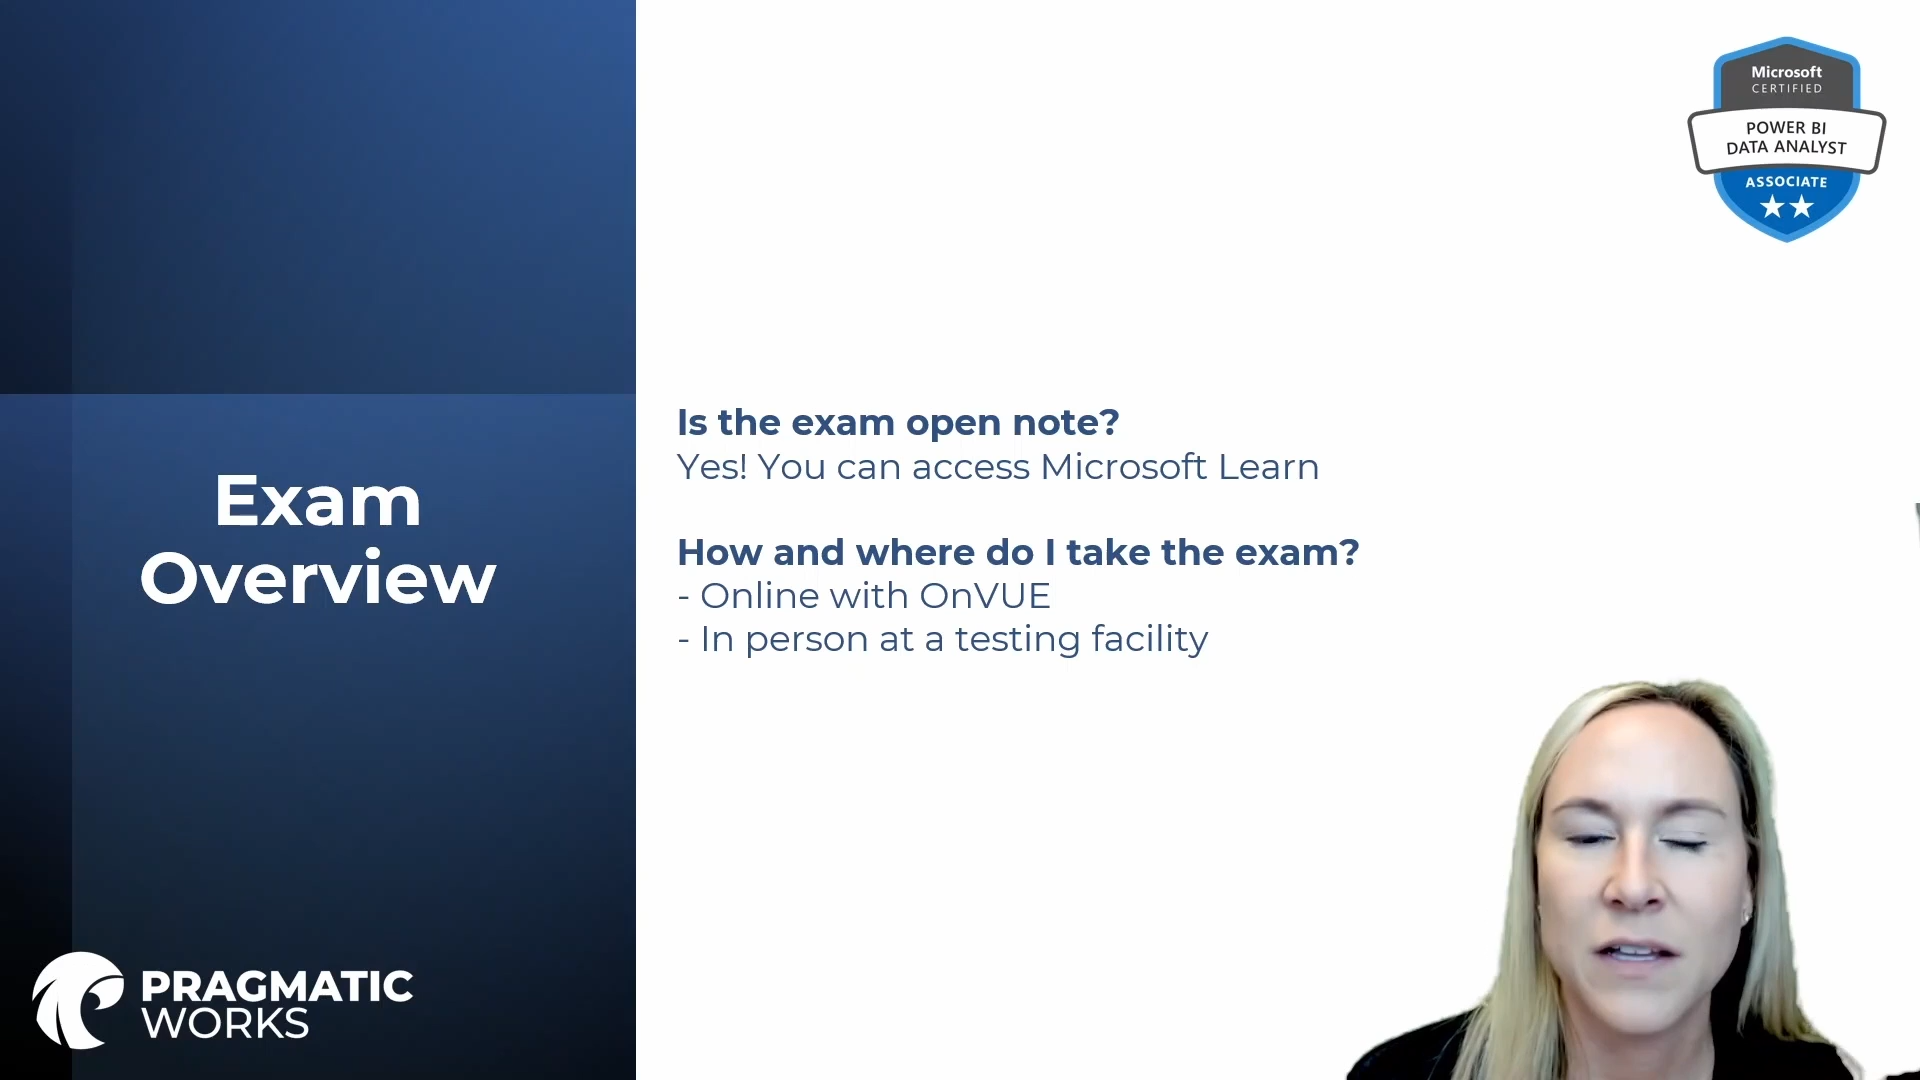 Exam
Overview
Is the exam open note?
Yes! You can access Microsoft Learn
How and where do I take the exam?
- Online with OnVUE
- In person at a testing facility
Microsoft
CERTIFIED
POWER BI
DATA ANALYST
ASSOCIATE
PRAGMATIC
WORKS